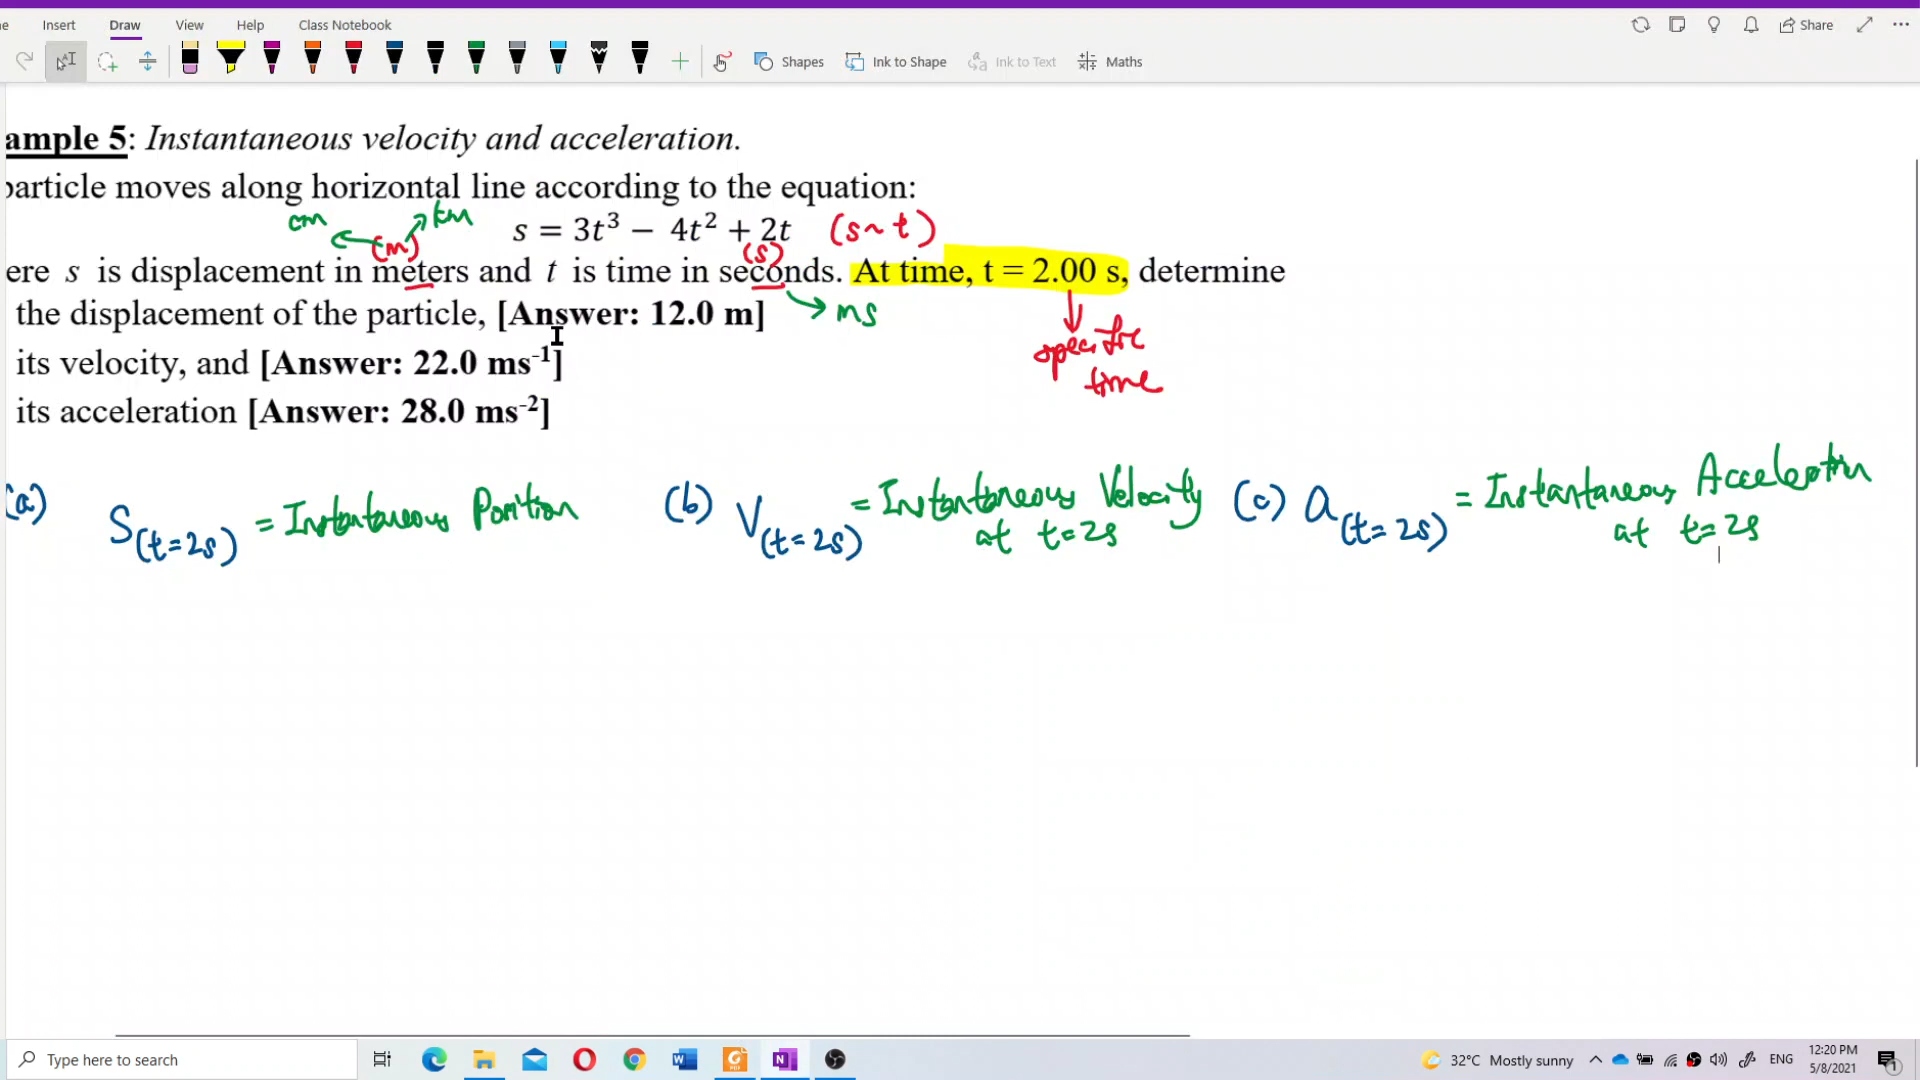 Insert Draw View Help Class Notebook Share
Shapes Ink to Shape Ink to Text Maths
ample 5: Instantaneous velocity and acceleration.
particle moves along horizontal line according to the equation:
cm km
s = 3t³ − 4t² + 2t (s ~ t)
(m) (s)
ere s is displacement in meters and t is time in seconds. At time, t = 2.00 s, determine
the displacement of the particle, [Answer: 12.0 m] ms
specific
its velocity, and [Answer: 22.0 ms⁻¹]
time
its acceleration [Answer: 28.0 ms⁻²]
(a) S(t=2s) = Instantaneous Position (b) V(t=2s) = Instantaneous Velocity (c) a(t=2s) = Instantaneous Acceleration
at t=2s at t=2s
Type here to search 32°C Mostly sunny ENG 12:20 PM
5/8/2021
1